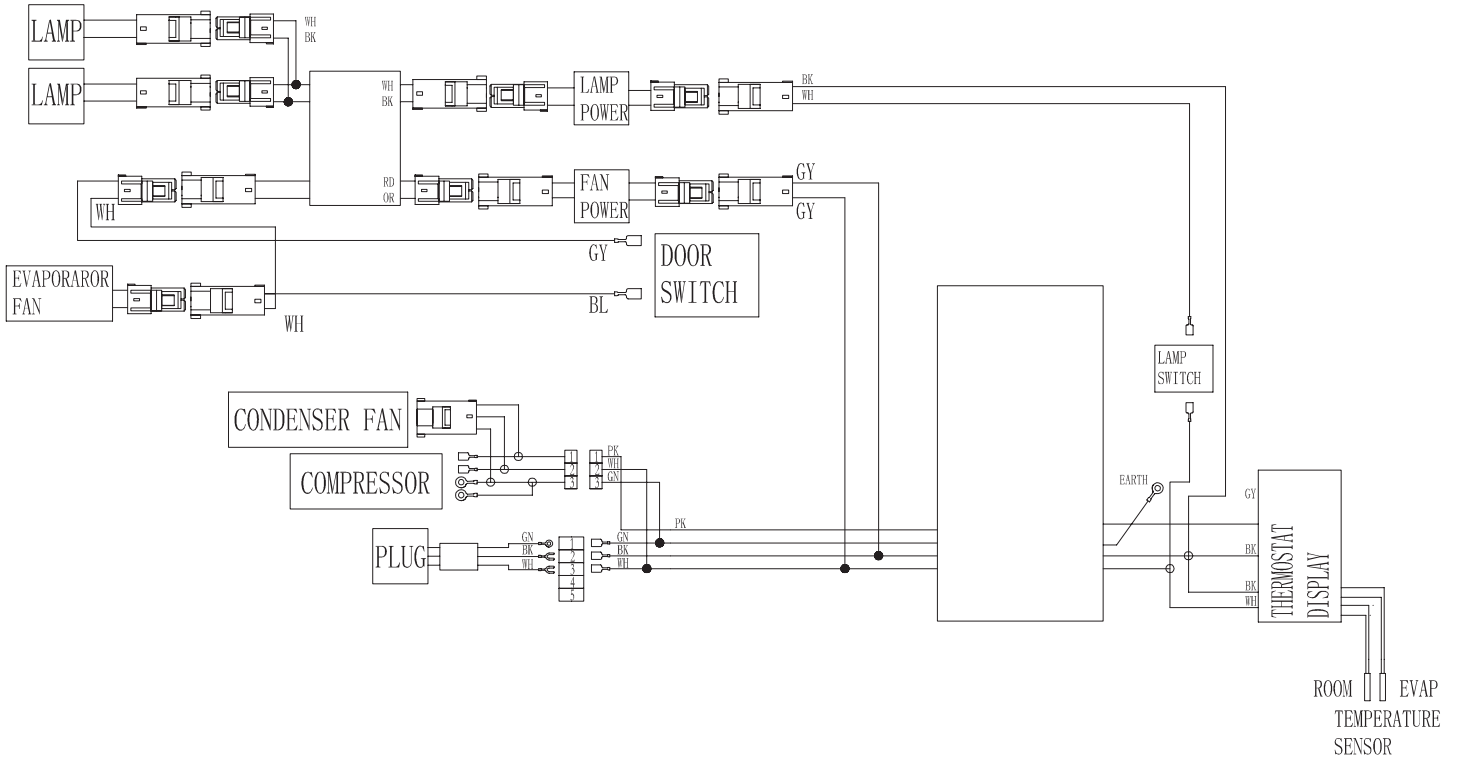 LAMP
WH
BK
LAMP
WH
BK
LAMP
POWER
BK
WH
RD
OR
FAN
POWER
GY
GY
WH
GY
DOOR
SWITCH
EVAPORAROR
FAN
BL
WH
LAMP
SWITCH
CONDENSER FAN
COMPRESSOR
1
2
3
1
2
3
PK
WH
GN
EARTH
PK
GY
PLUG
GN
BK
WH
1
2
3
4
5
GN
BK
WH
BK
BK
WH
THERMOSTAT
DISPLAY
ROOM
EVAP
TEMPERATURE
SENSOR